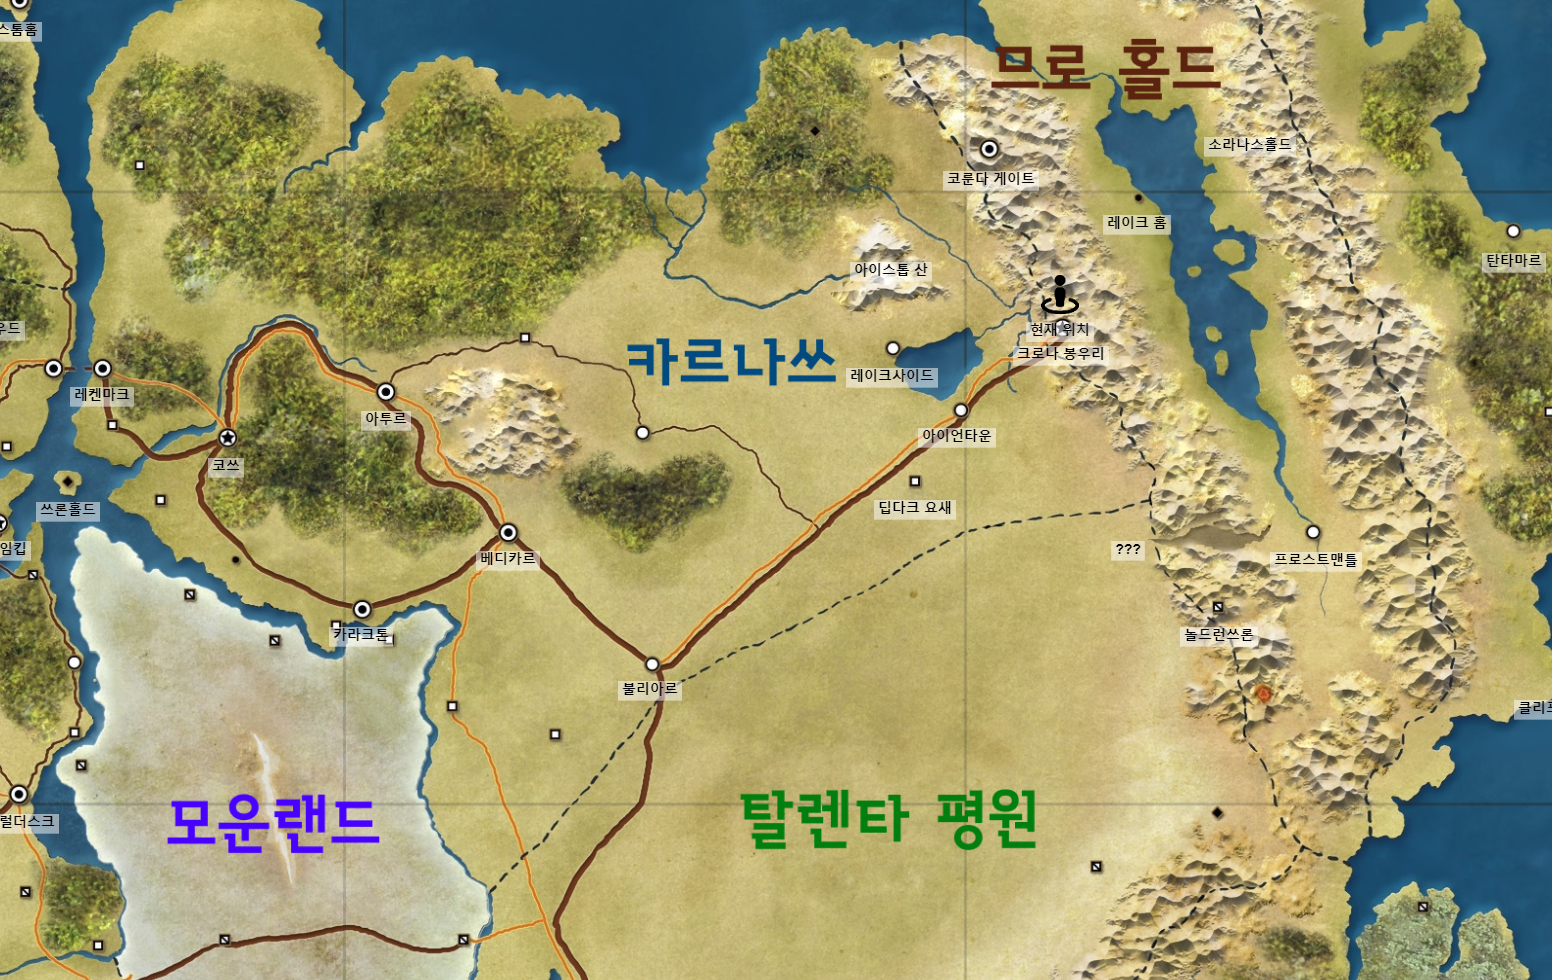 스톰홈
므로 홀드
소라나스홀드
코룬다 게이트
레이크 홈
탄타마르
아이스톱 산
우드
현재 위치
크로나 봉우리
카르나쓰
레이크사이드
레켄마크
아투르
아이언타운
코쓰
쓰론홀드
딥다크 요새
임킵
베디카르
???
프로스트맨틀
카라크톤
놀드런쓰론
불리아르
클리프
모운랜드
탈렌타 평원
럴더스크